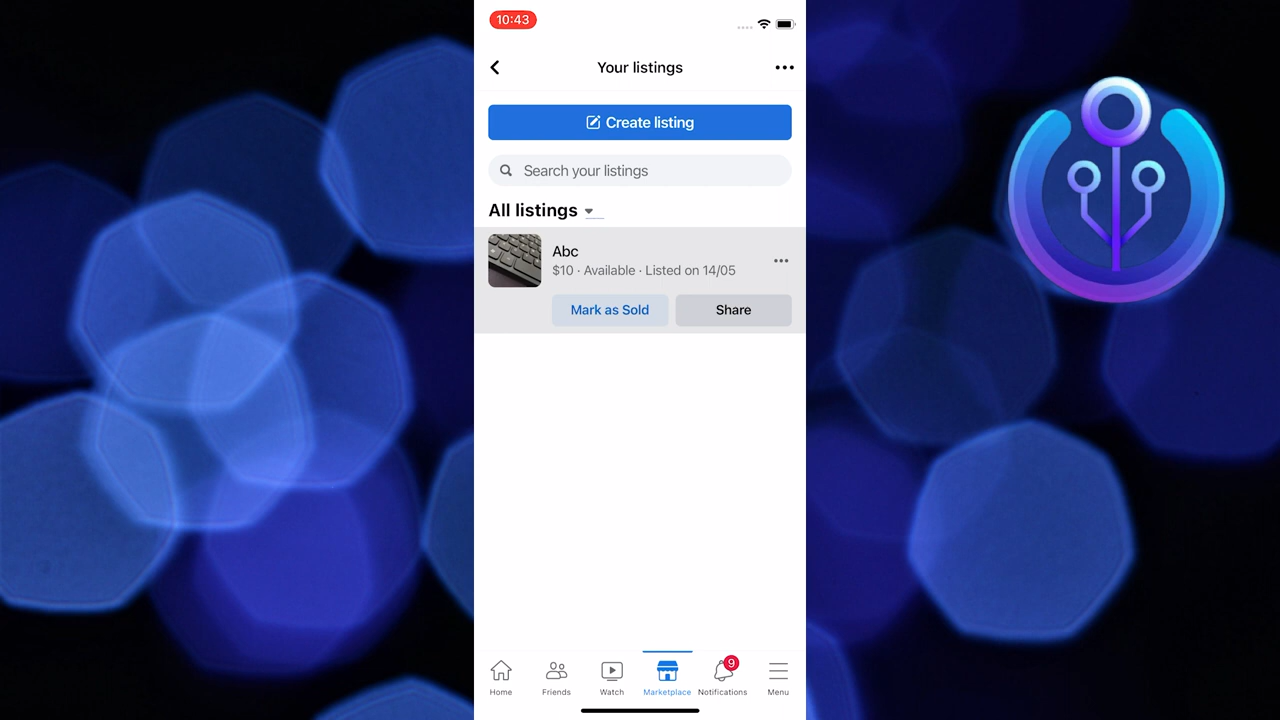 10:43
Your listings
Create listing
Search your listings
All listings
Abc
$10 · Available · Listed on 14/05
Mark as Sold
Share
9
Home
Friends
Watch
Marketplace
Notifications
Menu